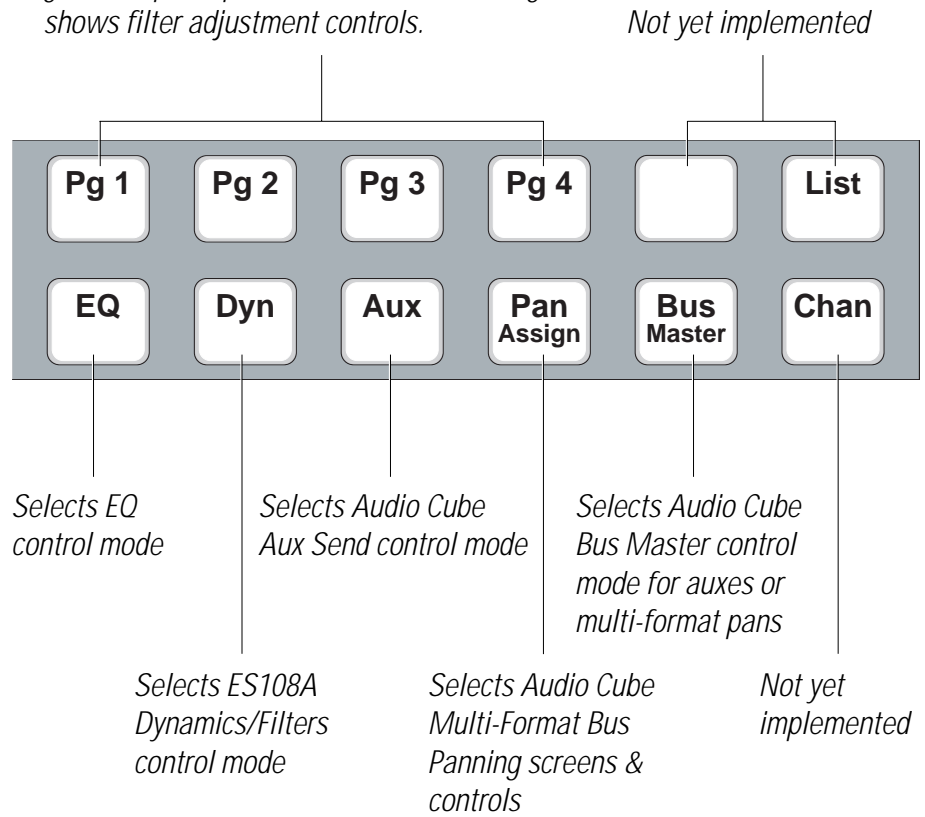 shows filter adjustment controls.
Not yet implemented
Pg 1
Pg 2
Pg 3
Pg 4
List
EQ
Dyn
Aux
Pan
Assign
Bus
Master
Chan
Selects EQ
control mode
Selects Audio Cube
Aux Send control mode
Selects Audio Cube
Bus Master control
mode for auxes or
multi-format pans
Selects ES108A
Dynamics/Filters
control mode
Selects Audio Cube
Multi-Format Bus
Panning screens &
controls
Not yet
implemented